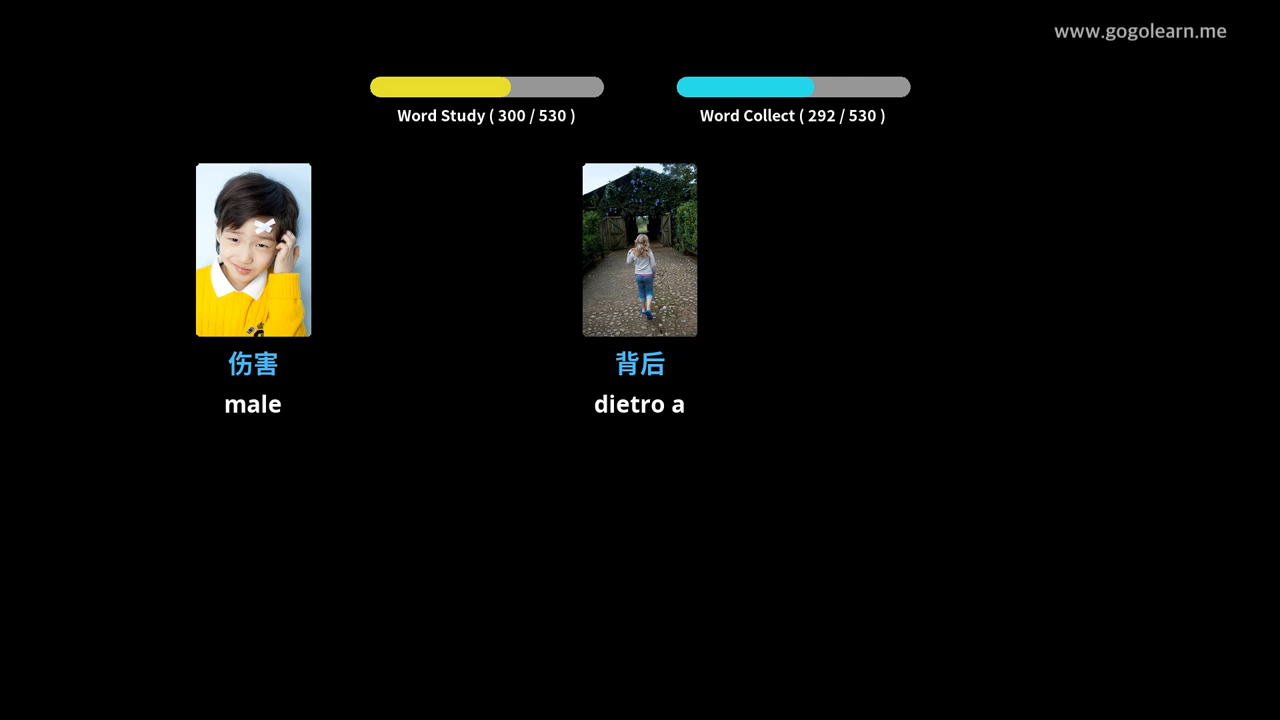 www.gogolearn.me
Word Study ( 300 / 530 )
Word Collect ( 292 / 530 )
伤害
背后
male
dietro a